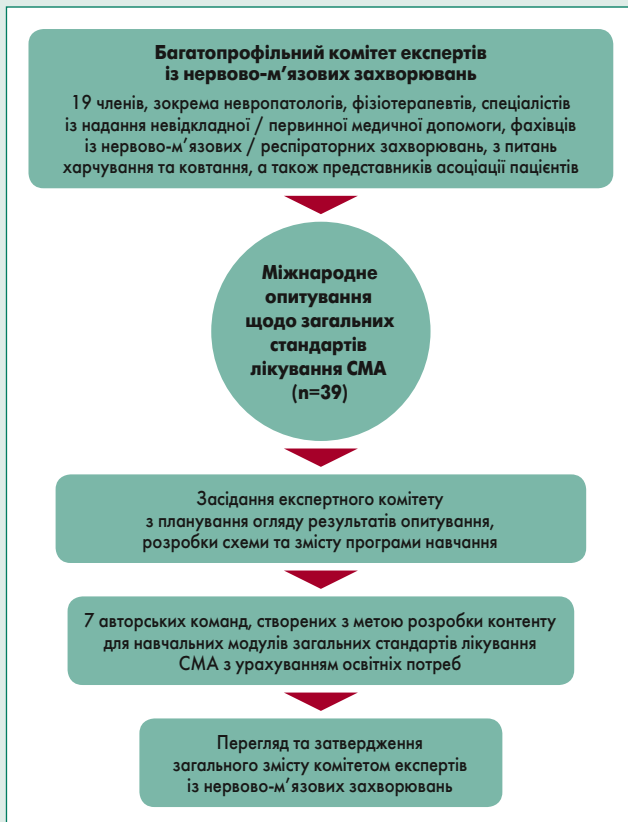 Багатопрофільний комітет експертів
із нервово-м’язових захворювань
19 членів, зокрема невропатологів, фізіотерапевтів, спеціалістів
із надання невідкладної / первинної медичної допомоги, фахівців
із нервово-м’язових / респіраторних захворювань, з питань
харчування та ковтання, а також представників асоціації пацієнтів
Міжнародне
опитування
щодо загальних
стандартів
лікування СМА
(n=39)
Засідання експертного комітету
з планування огляду результатів опитування,
розробки схеми та змісту програми навчання
7 авторських команд, створених з метою розробки контенту
для навчальних модулів загальних стандартів лікування
СМА з урахуванням освітніх потреб
Перегляд та затвердження
загального змісту комітетом експертів
із нервово-м’язових захворювань